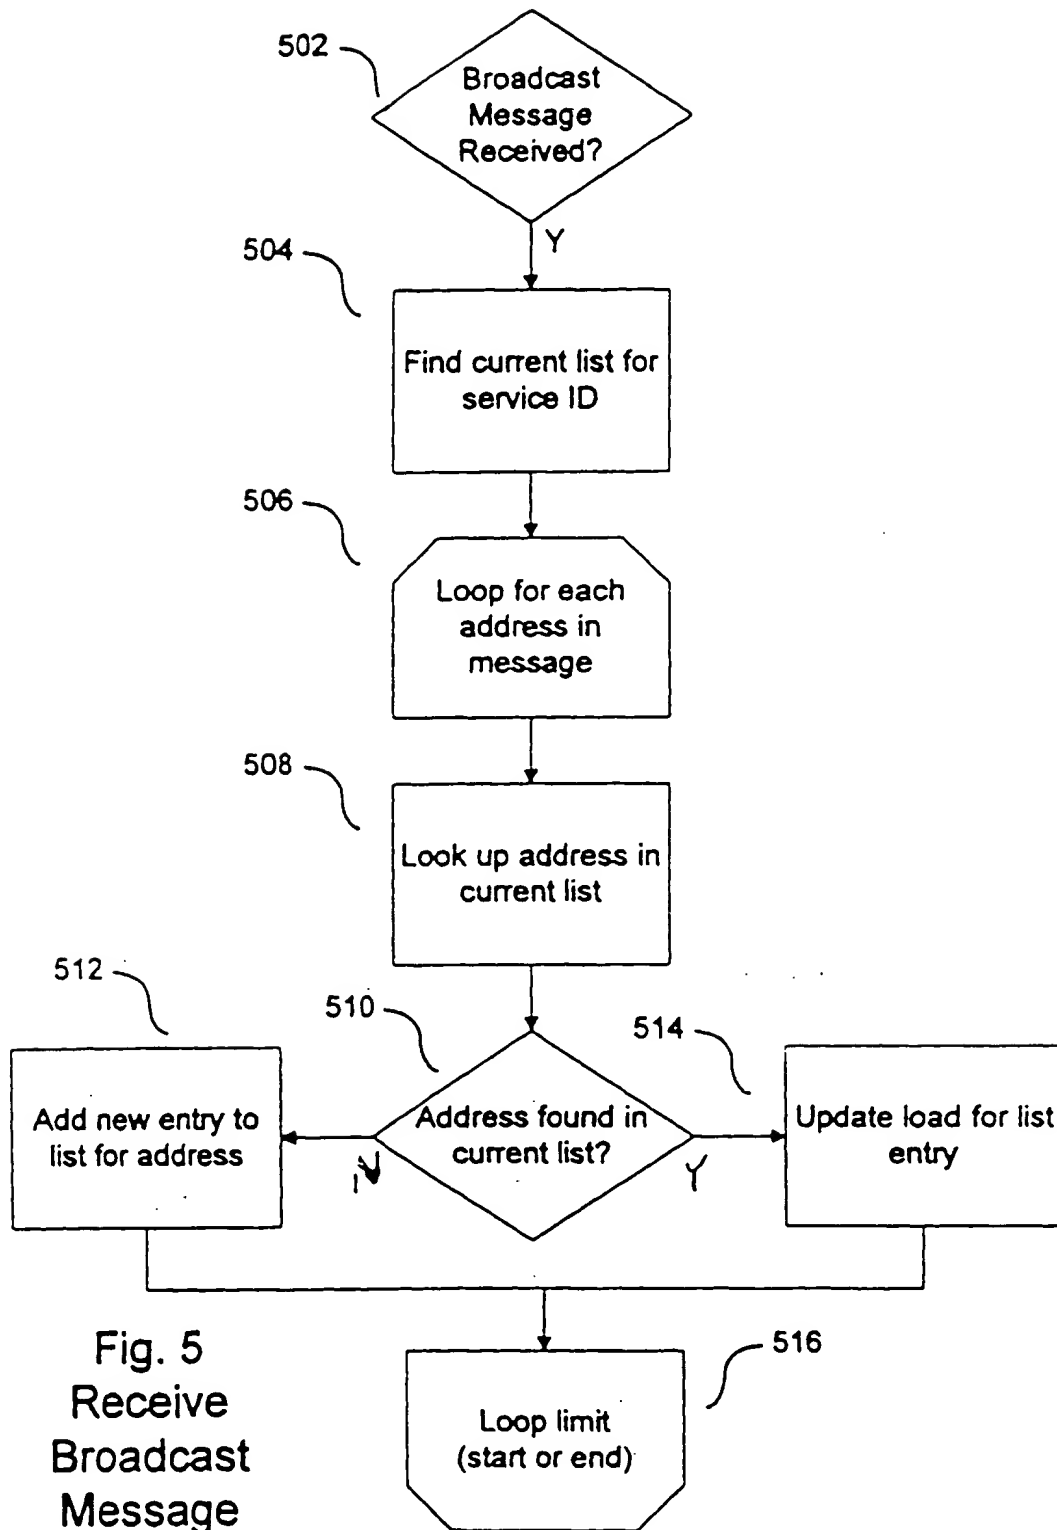 502
Broadcast
Message
Received?
Y
504
Find current list for
service ID
506
Loop for each
address in
message
508
Look up address in
current list
512
510
514
Add new entry to
list for address
Address found in
current list?
Update load for list
entry
N
Y
516
Loop limit
(start or end)
Fig. 5
Receive
Broadcast
Message